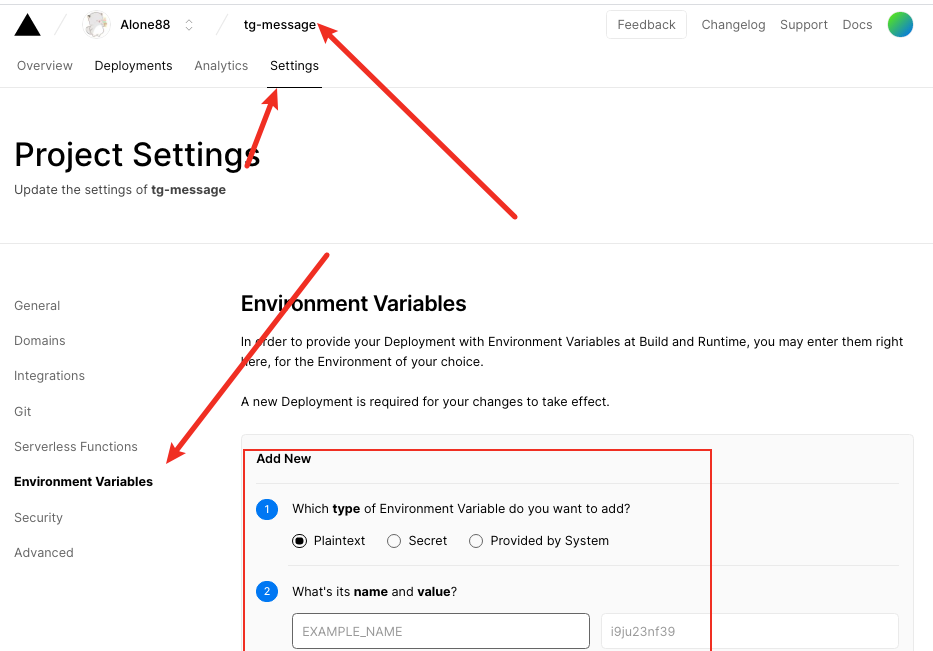 Alone88 tg-message Feedback Changelog Support Docs
Overview Deployments Analytics Settings
Project Settings
Update the settings of tg-message
General
Domains
Integrations
Git
Serverless Functions
Environment Variables
Security
Advanced
Environment Variables
In order to provide your Deployment with Environment Variables at Build and Runtime, you may enter them right
here, for the Environment of your choice.
A new Deployment is required for your changes to take effect.
Add New
1 Which type of Environment Variable do you want to add?
Plaintext Secret Provided by System
2 What's its name and value?
EXAMPLE_NAME i9ju23nf39